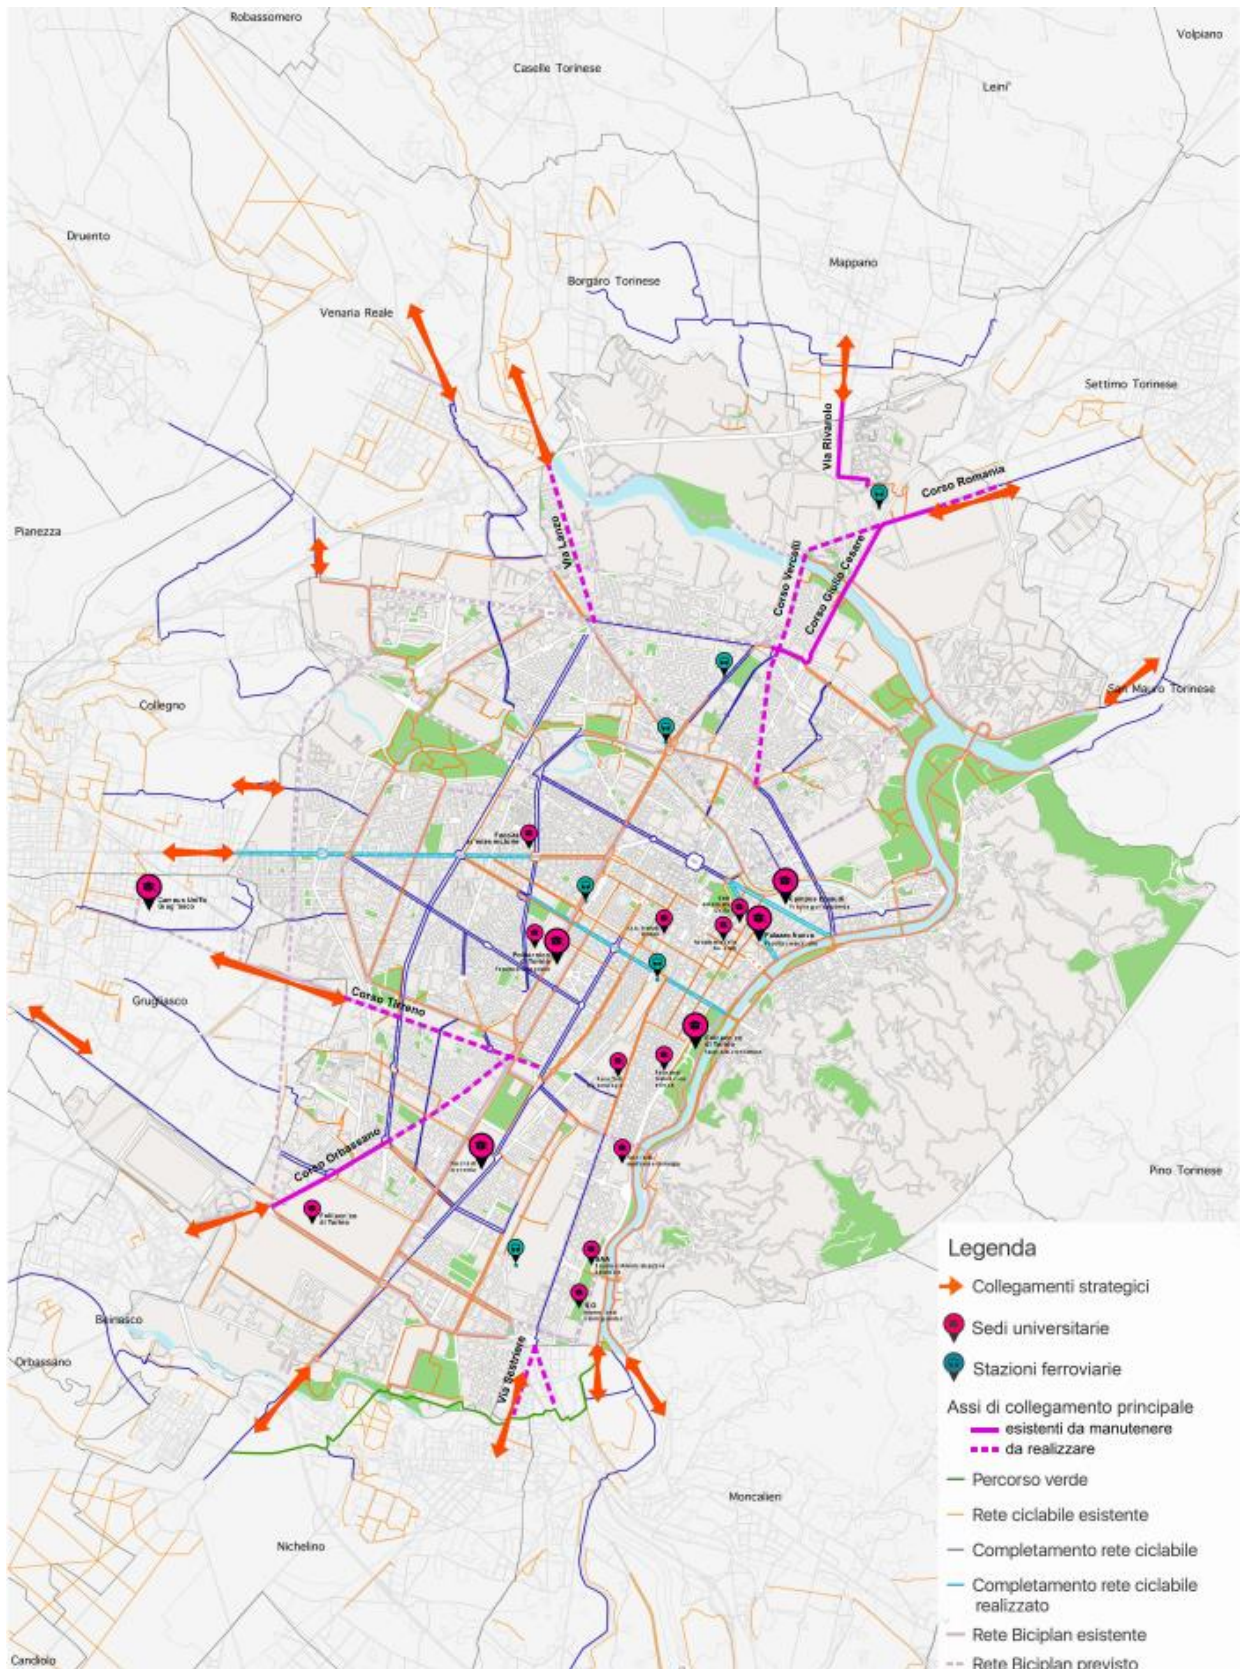 Robassomero
Volpiano
Caselle Torinese
Leini'
Druento
Mappano
Borgaro Torinese
Venaria Reale
Settimo Torinese
Via Rivarolo
Corso Romania
Pianezza
Via Lanzo
Corso Vercelli
Corso Giulio Cesare
San Mauro Torinese
Collegno
Grugliasco
Corso Tirreno
Corso Orbassano
Pino Torinese
Beinasco
Orbassano
Via Sestriere
Moncalieri
Nichelino
Candiolo
Legenda
Collegamenti strategici
Sedi universitarie
Stazioni ferroviarie
Assi di collegamento principale
esistenti da manutenere
da realizzare
Percorso verde
Rete ciclabile esistente
Completamento rete ciclabile
Completamento rete ciclabile
realizzato
Rete Biciplan esistente
Rete Biciplan previsto